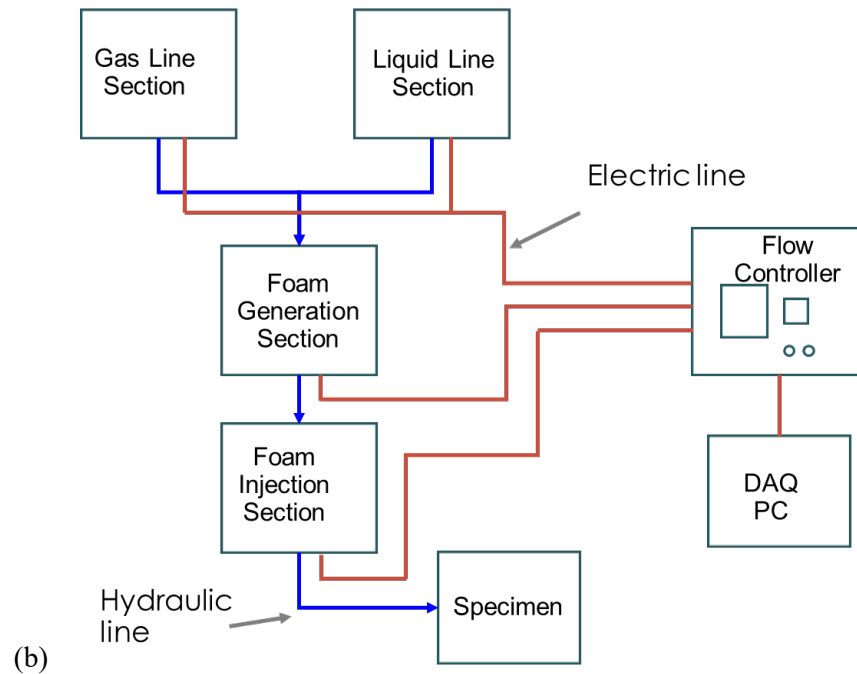 Gas Line
Section
Liquid Line
Section
Electric line
Flow
Controller
Foam
Generation
Section
Foam
Injection
Section
DAQ
PC
Hydraulic
line
Specimen
(b)